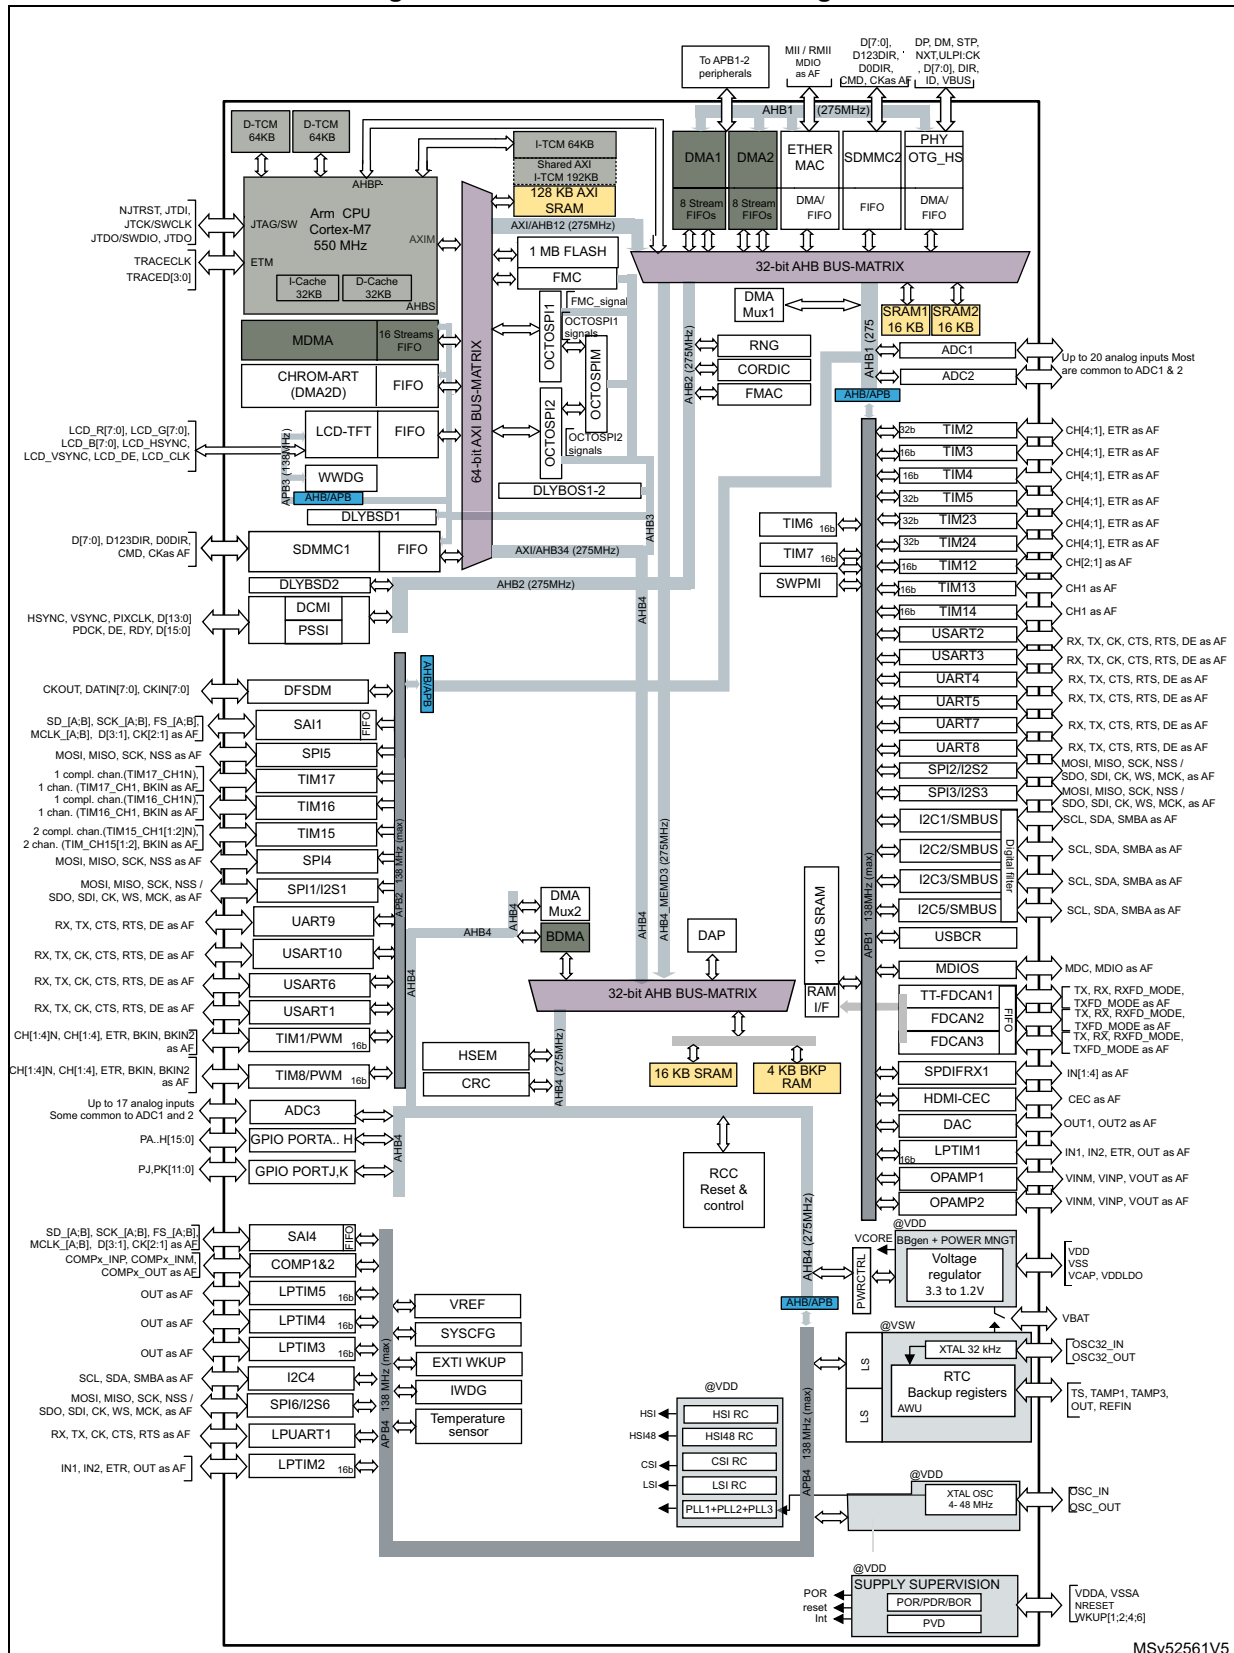 To APB1-2
peripherals
MII / RMII
MDIO
as AF
D[7:0],
D123DIR,
D0DIR,
CMD, CKas AF
DP, DM, STP,
NXT,ULPI:CK
, D[7:0], DIR,
ID, VBUS
AHB1 (275MHz)
D-TCM
64KB
D-TCM
64KB
I-TCM 64KB
Shared AXI
I-TCM 192KB
128 KB AXI
SRAM
DMA1
8 Stream
FIFOs
DMA2
8 Stream
FIFOs
ETHER
MAC
DMA/
FIFO
SDMMC2
FIFO
PHY
OTG_HS
DMA/
FIFO
AHBP
NJTRST, JTDI,
JTCK/SWCLK
JTDO/SWDIO, JTDO
TRACECLK
TRACED[3:0]
JTAG/SW
ETM
Arm CPU
Cortex-M7
550 MHz
AXIM
I-Cache
32KB
D-Cache
32KB
AHBS
AXI/AHB12 (275MHz)
1 MB FLASH
FMC
FMC_signal
64-bit AXI BUS-MATRIX
32-bit AHB BUS-MATRIX
DMA
Mux1
SRAM1
16 KB
SRAM2
16 KB
AHB1 (275
ADC1
ADC2
Up to 20 analog inputs Most
are common to ADC1 & 2
AHB/APB
MDMA
16 Streams
FIFO
CHROM-ART
(DMA2D)
FIFO
LCD-TFT
FIFO
LCD_R[7:0], LCD_G[7:0],
LCD_B[7:0], LCD_HSYNC,
LCD_VSYNC, LCD_DE, LCD_CLK
APB3 (138MHz)
WWDG
AHB/APB
OCTOSPI1
OCTOSPI1
signals
OCTOSPIM
OCTOSPI2
OCTOSPI2
signals
DLYBOS1-2
DLYBSD1
AHB3
AHB2 (275MHz)
RNG
CORDIC
FMAC
D[7:0], D123DIR, D0DIR,
CMD, CKas AF
SDMMC1
FIFO
AXI/AHB34 (275MHz)
DLYBSD2
AHB2 (275MHz)
HSYNC, VSYNC, PIXCLK, D[13:0]
PDCK, DE, RDY, D[15:0]
DCMI
PSSI
AHB4
AHB4_MEMD3 (275MHz)
AHB4
TIM6 16b
TIM7 16b
SWPMI
APB1 138MHz (max)
32b TIM2
CH[4;1], ETR as AF
16b TIM3
CH[4;1], ETR as AF
16b TIM4
CH[4;1], ETR as AF
32b TIM5
CH[4;1], ETR as AF
32b TIM23
CH[4;1], ETR as AF
32b TIM24
CH[4;1], ETR as AF
16b TIM12
CH[2;1] as AF
16b TIM13
CH1 as AF
16b TIM14
CH1 as AF
USART2
RX, TX, CK, CTS, RTS, DE as AF
USART3
RX, TX, CK, CTS, RTS, DE as AF
UART4
RX, TX, CTS, RTS, DE as AF
UART5
RX, TX, CTS, RTS, DE as AF
UART7
RX, TX, CTS, RTS, DE as AF
UART8
RX, TX, CTS, RTS, DE as AF
SPI2/I2S2
MOSI, MISO, SCK, NSS /
SDO, SDI, CK, WS, MCK, as AF
SPI3/I2S3
MOSI, MISO, SCK, NSS /
SDO, SDI, CK, WS, MCK, as AF
I2C1/SMBUS
SCL, SDA, SMBA as AF
I2C2/SMBUS
SCL, SDA, SMBA as AF
I2C3/SMBUS
SCL, SDA, SMBA as AF
I2C5/SMBUS
SCL, SDA, SMBA as AF
Digital filter
USBCR
MDIOS
MDC, MDIO as AF
TT-FDCAN1
TX, RX, RXFD_MODE,
TXFD_MODE as AF
FDCAN2
TX, RX, RXFD_MODE,
TXFD_MODE as AF
FDCAN3
TX, RX, RXFD_MODE,
TXFD_MODE as AF
FIFO
SPDIFRX1
IN[1:4] as AF
HDMI-CEC
CEC as AF
DAC
OUT1, OUT2 as AF
16b LPTIM1
IN1, IN2, ETR, OUT as AF
OPAMP1
VINM, VINP, VOUT as AF
OPAMP2
VINM, VINP, VOUT as AF
10 KB SRAM
RAM
I/F
AHB/APB
APB2 138 MHz (max)
CKOUT, DATIN[7:0], CKIN[7:0]
DFSDM
SD_[A;B], SCK_[A;B], FS_[A;B],
MCLK_[A;B], D[3:1], CK[2:1] as AF
SAI1
FIFO
MOSI, MISO, SCK, NSS as AF
SPI5
1 compl. chan.(TIM17_CH1N),
1 chan. (TIM17_CH1, BKIN as AF
TIM17
1 compl. chan.(TIM16_CH1N),
1 chan. (TIM16_CH1, BKIN as AF
TIM16
2 compl. chan.(TIM15_CH1[1:2]N),
2 chan. (TIM_CH15[1:2], BKIN as AF
TIM15
MOSI, MISO, SCK, NSS as AF
SPI4
MOSI, MISO, SCK, NSS /
SDO, SDI, CK, WS, MCK, as AF
SPI1/I2S1
RX, TX, CTS, RTS, DE as AF
UART9
RX, TX, CK, CTS, RTS, DE as AF
USART10
RX, TX, CK, CTS, RTS, DE as AF
USART6
RX, TX, CK, CTS, RTS, DE as AF
USART1
CH[1:4]N, CH[1:4], ETR, BKIN, BKIN2
as AF
TIM1/PWM 16b
CH[1:4]N, CH[1:4], ETR, BKIN, BKIN2
as AF
TIM8/PWM 16b
Up to 17 analog inputs
Some common to ADC1 and 2
ADC3
PA..H[15:0]
GPIO PORTA.. H
PJ,PK[11:0]
GPIO PORTJ,K
AHB4
AHB4
AHB4
AHB4
DMA
Mux2
BDMA
DAP
32-bit AHB BUS-MATRIX
HSEM
CRC
AHB4 (275MHz)
16 KB SRAM
4 KB BKP
RAM
RCC
Reset &
control
AHB4 (275MHz)
AHB/APB
SD_[A;B], SCK_[A;B], FS_[A;B],
MCLK_[A;B], D[3:1], CK[2:1] as AF
SAI4
FIFO
COMPx_INP, COMPx_INM,
COMPx_OUT as AF
COMP1&2
OUT as AF
LPTIM5 16b
OUT as AF
LPTIM4 16b
OUT as AF
LPTIM3 16b
SCL, SDA, SMBA as AF
I2C4
MOSI, MISO, SCK, NSS /
SDO, SDI, CK, WS, MCK, as AF
SPI6/I2S6
RX, TX, CK, CTS, RTS as AF
LPUART1
IN1, IN2, ETR, OUT as AF
LPTIM2 16b
APB4 138 MHz (max)
VREF
SYSCFG
EXTI WKUP
IWDG
Temperature
sensor
APB4 138 MHz (max)
@VDD
HSI
HSI RC
HSI48
HSI48 RC
CSI
CSI RC
LSI
LSI RC
PLL1+PLL2+PLL3
@VDD
VCORE
BBgen + POWER MNGT
PWRCTRL
Voltage
regulator
3.3 to 1.2V
VDD
VSS
VCAP, VDDLDO
VBAT
@VSW
LS
LS
XTAL 32 kHz
RTC
Backup registers
AWU
OSC32_IN
OSC32_OUT
TS, TAMP1, TAMP3,
OUT, REFIN
@VDD
XTAL OSC
4- 48 MHz
OSC_IN
OSC_OUT
@VDD
SUPPLY SUPERVISION
POR
reset
Int
POR/PDR/BOR
PVD
VDDA, VSSA
NRESET
WKUP[1;2;4;6]
MSv52561V5